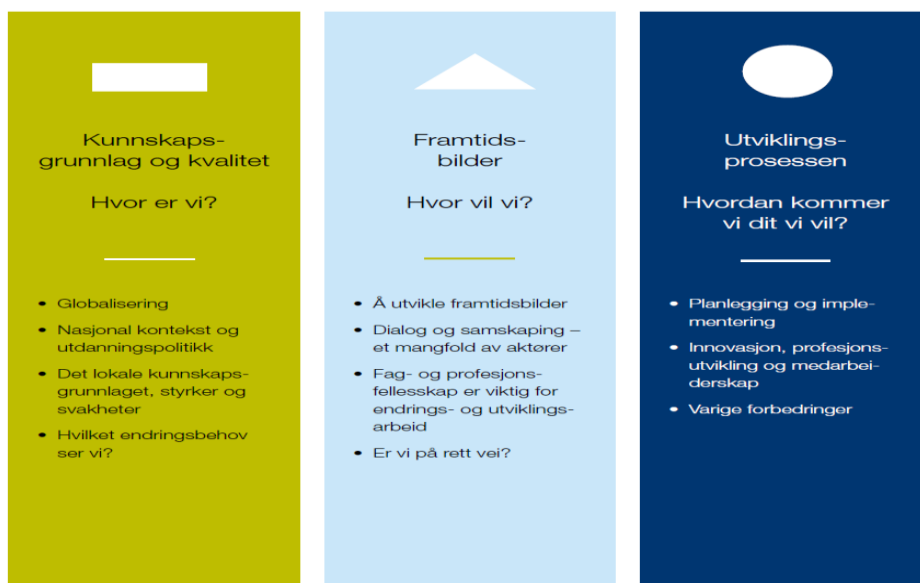 Kunnskaps-
grunnlag og kvalitet
Hvor er vi?
• Globalisering
• Nasjonal kontekst og
utdanningspolitikk
• Det lokale kunnskaps-
grunnlaget, styrker og
svakheter
• Hvilket endringsbehov
ser vi?
Framtids-
bilder
Hvor vil vi?
• Å utvikle framtidsbilder
• Dialog og samskaping –
et mangfold av aktører
• Fag- og profesjons-
fellesskap er viktig for
endrings- og utviklings-
arbeid
• Er vi på rett vei?
Utviklings-
prosessen
Hvordan kommer
vi dit vi vil?
• Planlegging og imple-
mentering
• Innovasjon, profesjons-
utvikling og medarbei-
derskap
• Varige forbedringer